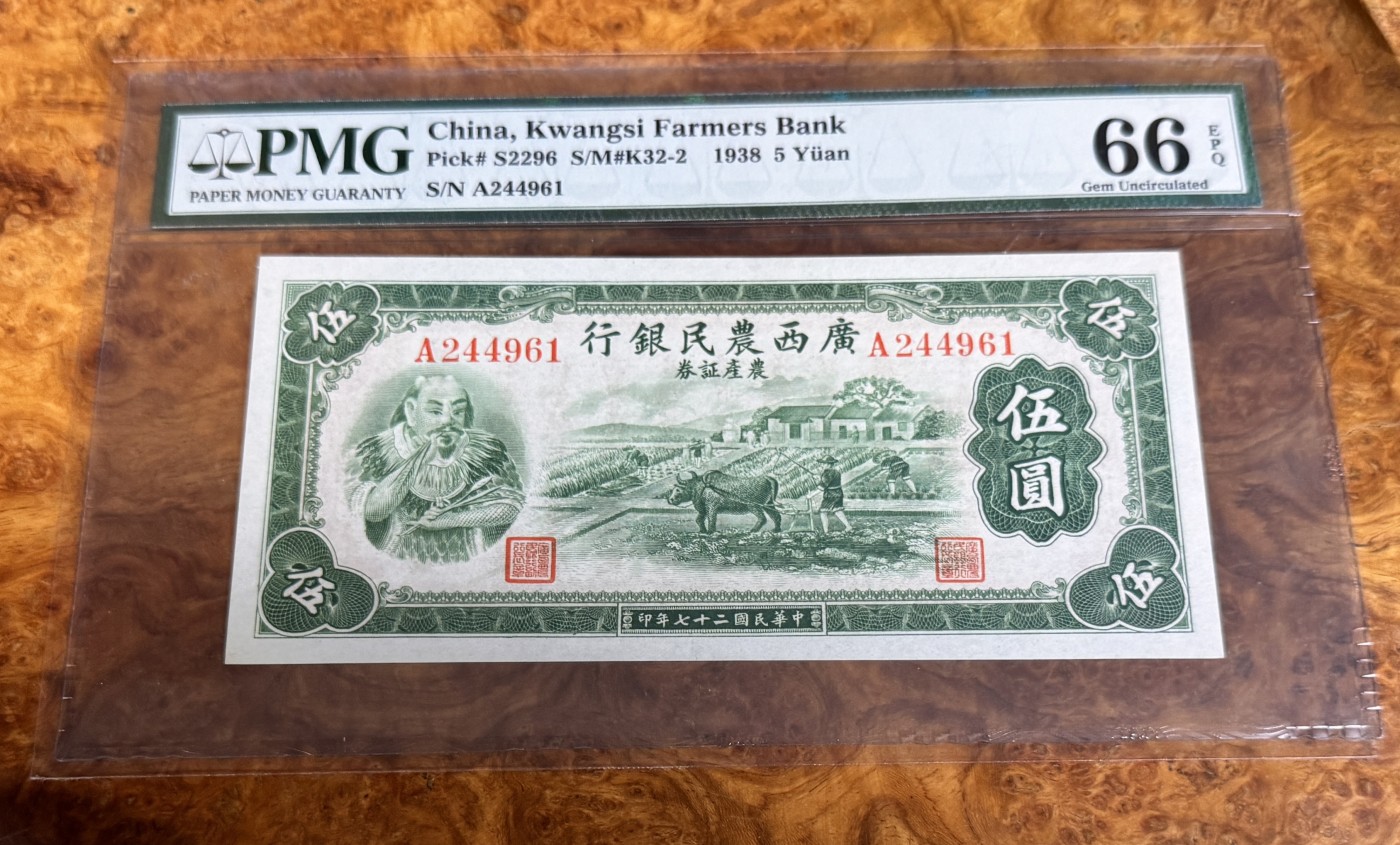 PMG
PAPER MONEY GUARANTY
China, Kwangsi Farmers Bank
Pick# S2296 S/M#K32-2 1938 5 Yüan
S/N A244961
66
EPQ
Gem Uncirculated
伍
伍
A244961
行銀民農西廣
A244961
券証產農
伍圓
伍
伍
印年七十二國民華中